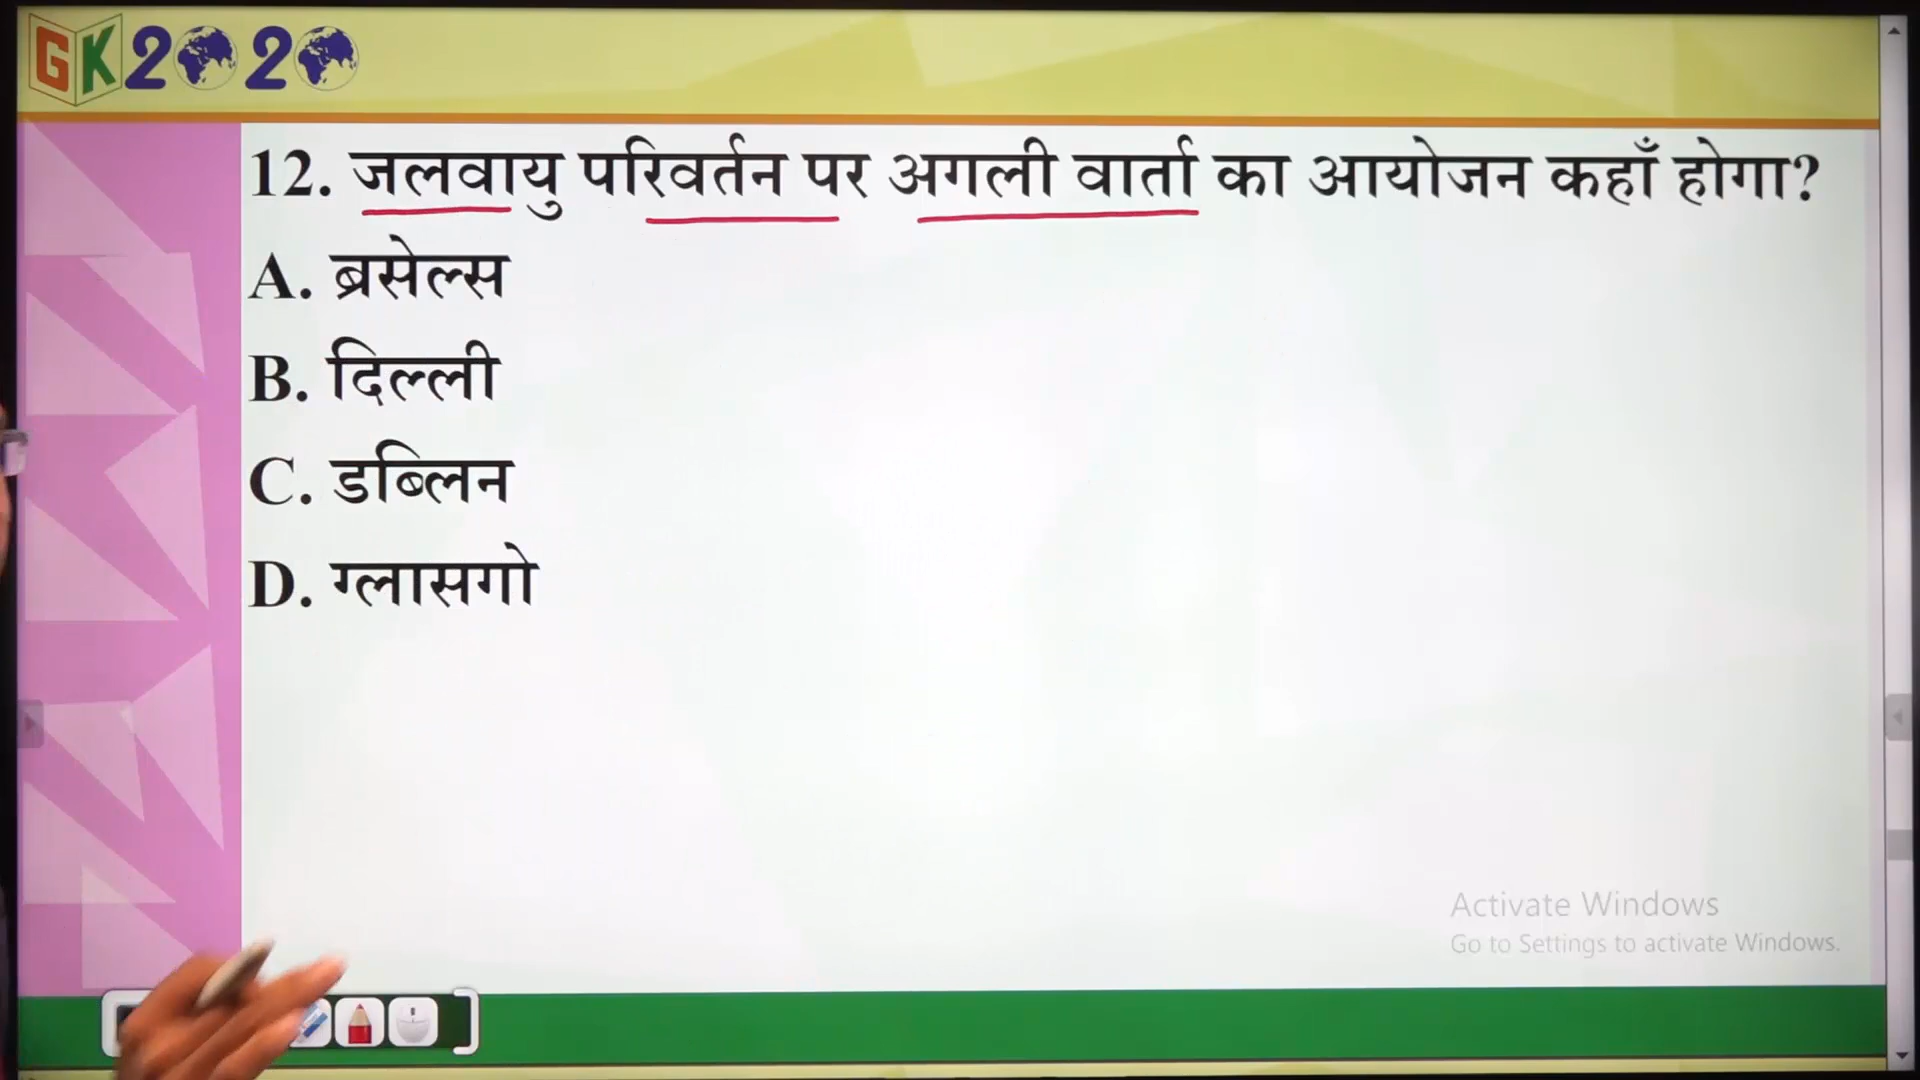 GK2020
12. जलवायु परिवर्तन पर अगली वार्ता का आयोजन कहाँ होगा?
A. ब्रसेल्स
B. दिल्ली
C. डब्लिन
D. ग्लासगो
Activate Windows
Go to Settings to activate Windows.